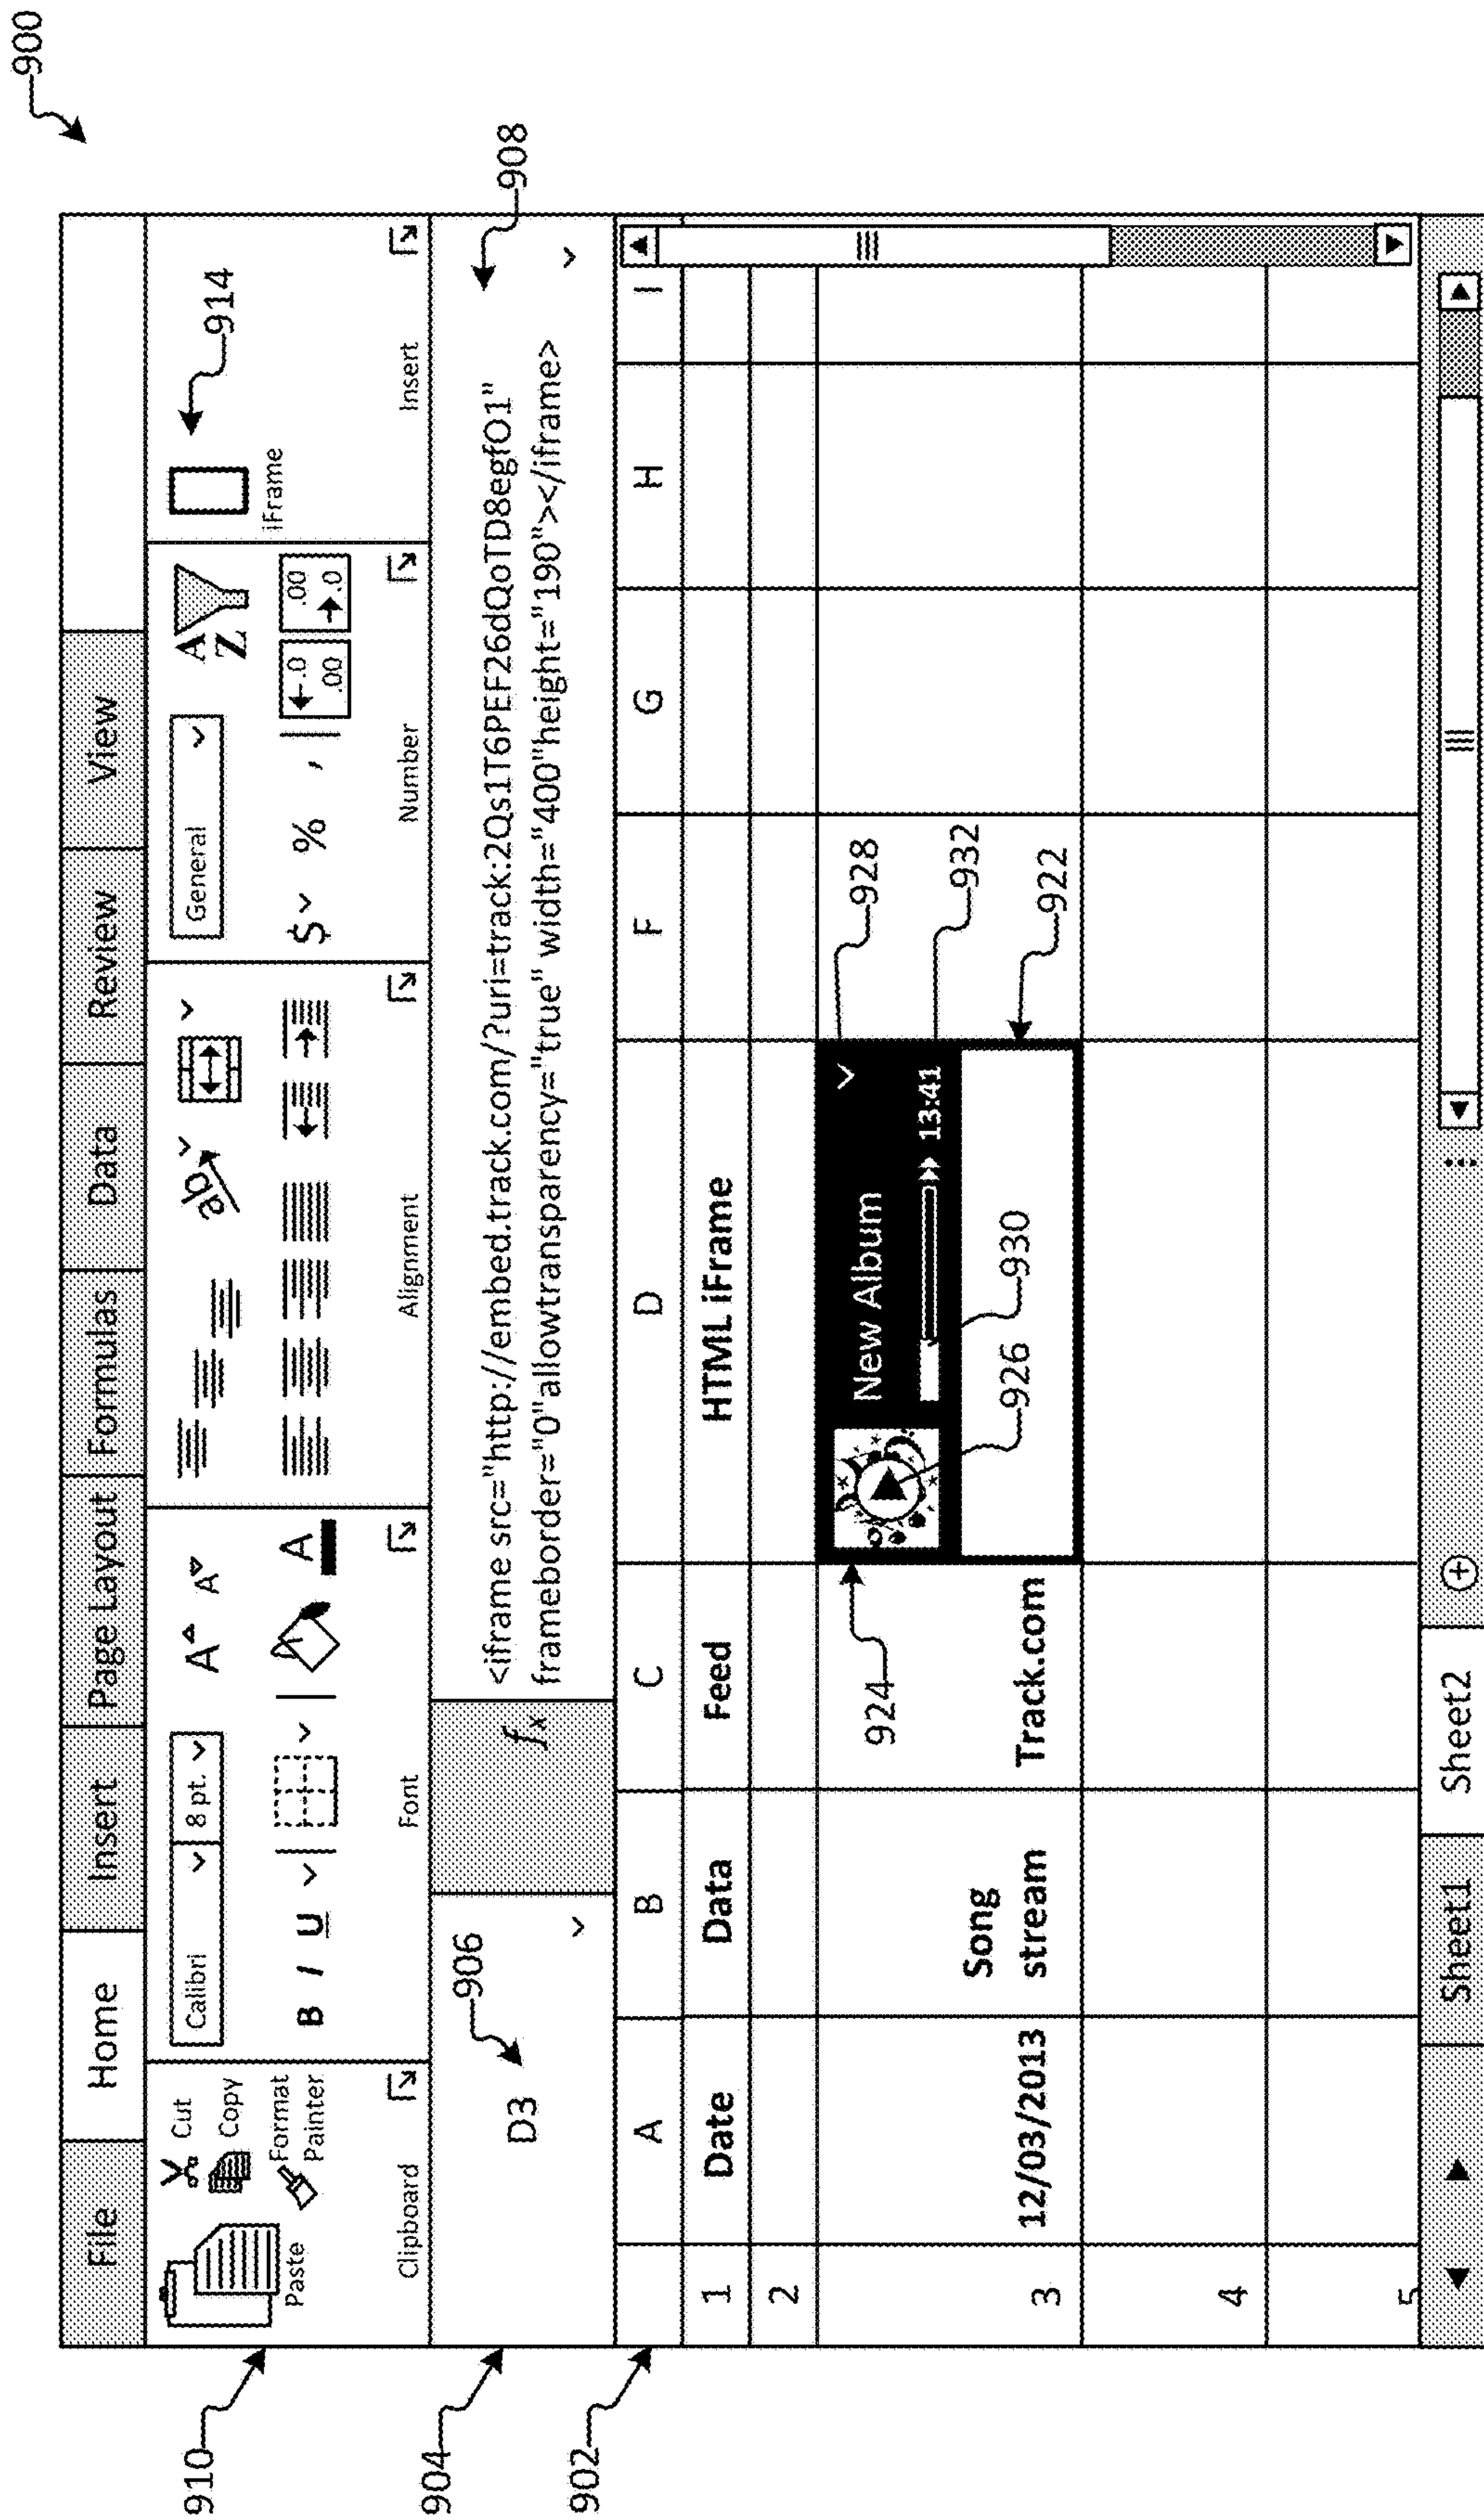 900
File Home Insert Page Layout Formulas Data Review View
Paste
Cut
Copy
Format
Painter
Clipboard
Calibri 8 pt. A A
B I U A
Font
ab
Alignment
General A Z
$ % , .0 .00 .00 .0
Number
iFrame
914
Insert
910
904
902
D3
906
fx
<iframe src="http://embed.track.com/?uri=track:2Qs1T6PEF26dQoTD8egfO1"
frameborder="0"allowtransparency="true" width="400"height="190"></iframe>
908
A B C D F G H I
1 Date Data Feed HTML iFrame
2
924
New Album
13:41
928
932
922
926
930
3 12/03/2013 Song
stream Track.com
4
5
Sheet1 Sheet2